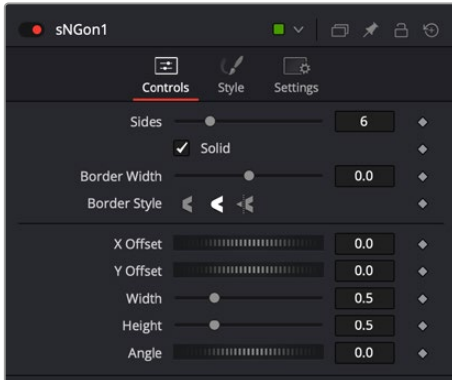 sNGon1
Controls Style Settings
Sides 6
Solid
Border Width 0.0
Border Style
X Offset 0.0
Y Offset 0.0
Width 0.5
Height 0.5
Angle 0.0